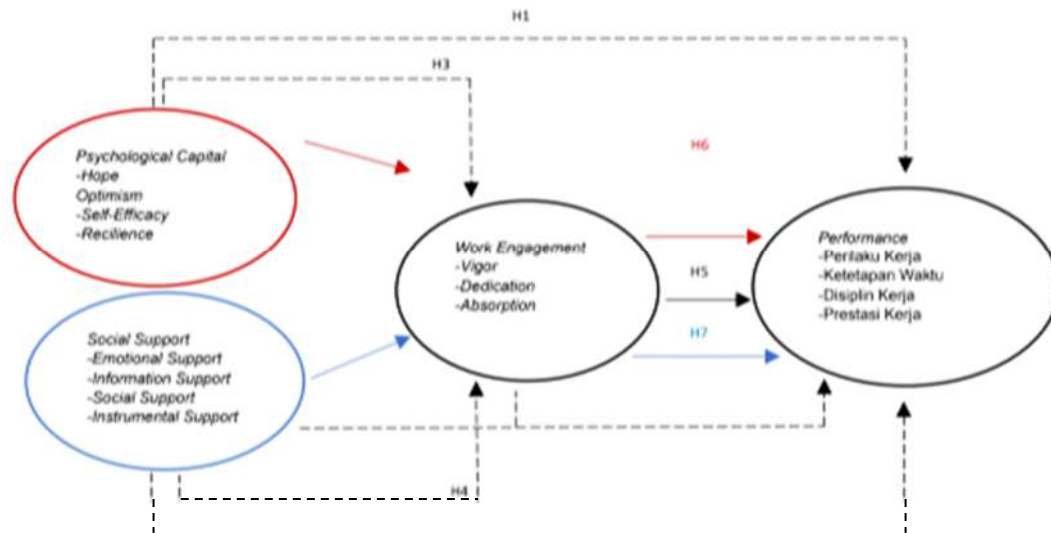 H1
H3
Psychological Capital
-Hope
Optimism
-Self-Efficacy
-Recilience
H6
Work Engagement
-Vigor
-Dedication
-Absorption
Performance
-Perilaku Kerja
-Ketetapan Waktu
-Disiplin Kerja
-Prestasi Kerja
H5
H7
Social Support
-Emotional Support
-Information Support
-Social Support
-Instrumental Support
H4